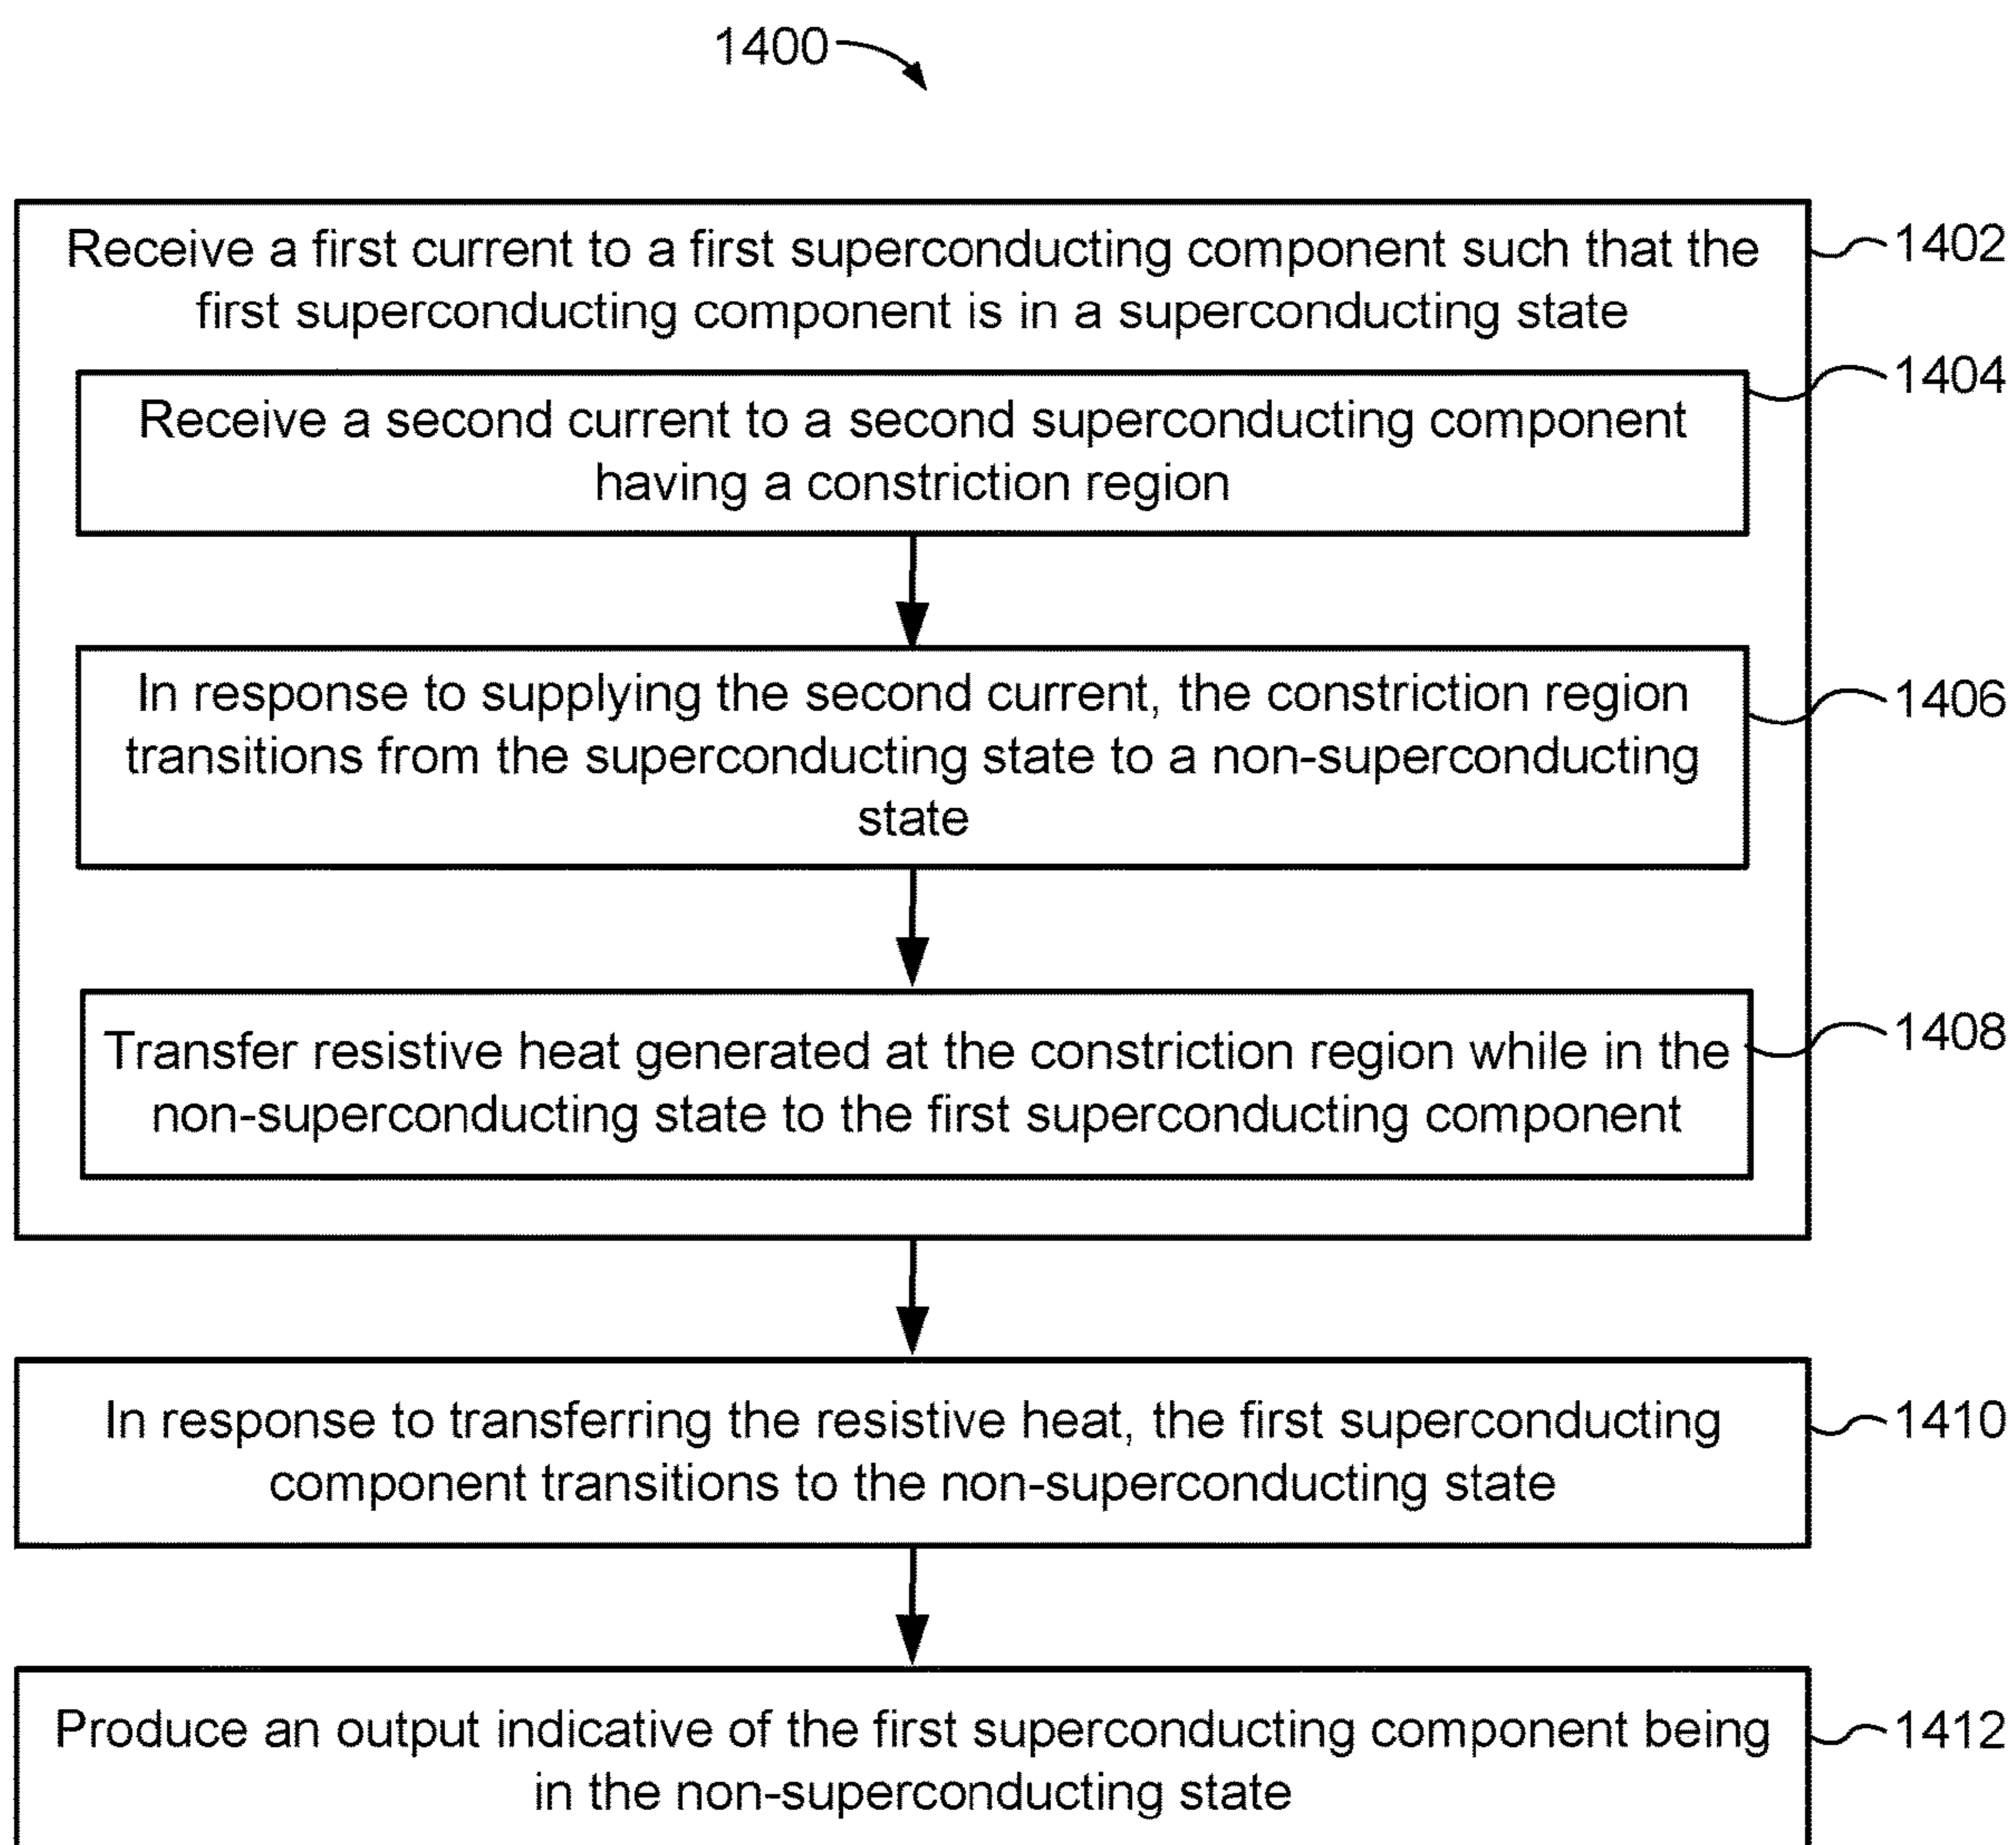 1400
Receive a first current to a first superconducting component such that the
first superconducting component is in a superconducting state
1402
Receive a second current to a second superconducting component
having a constriction region
1404
In response to supplying the second current, the constriction region
transitions from the superconducting state to a non-superconducting
state
1406
Transfer resistive heat generated at the constriction region while in the
non-superconducting state to the first superconducting component
1408
In response to transferring the resistive heat, the first superconducting
component transitions to the non-superconducting state
1410
Produce an output indicative of the first superconducting component being
in the non-superconducting state
1412